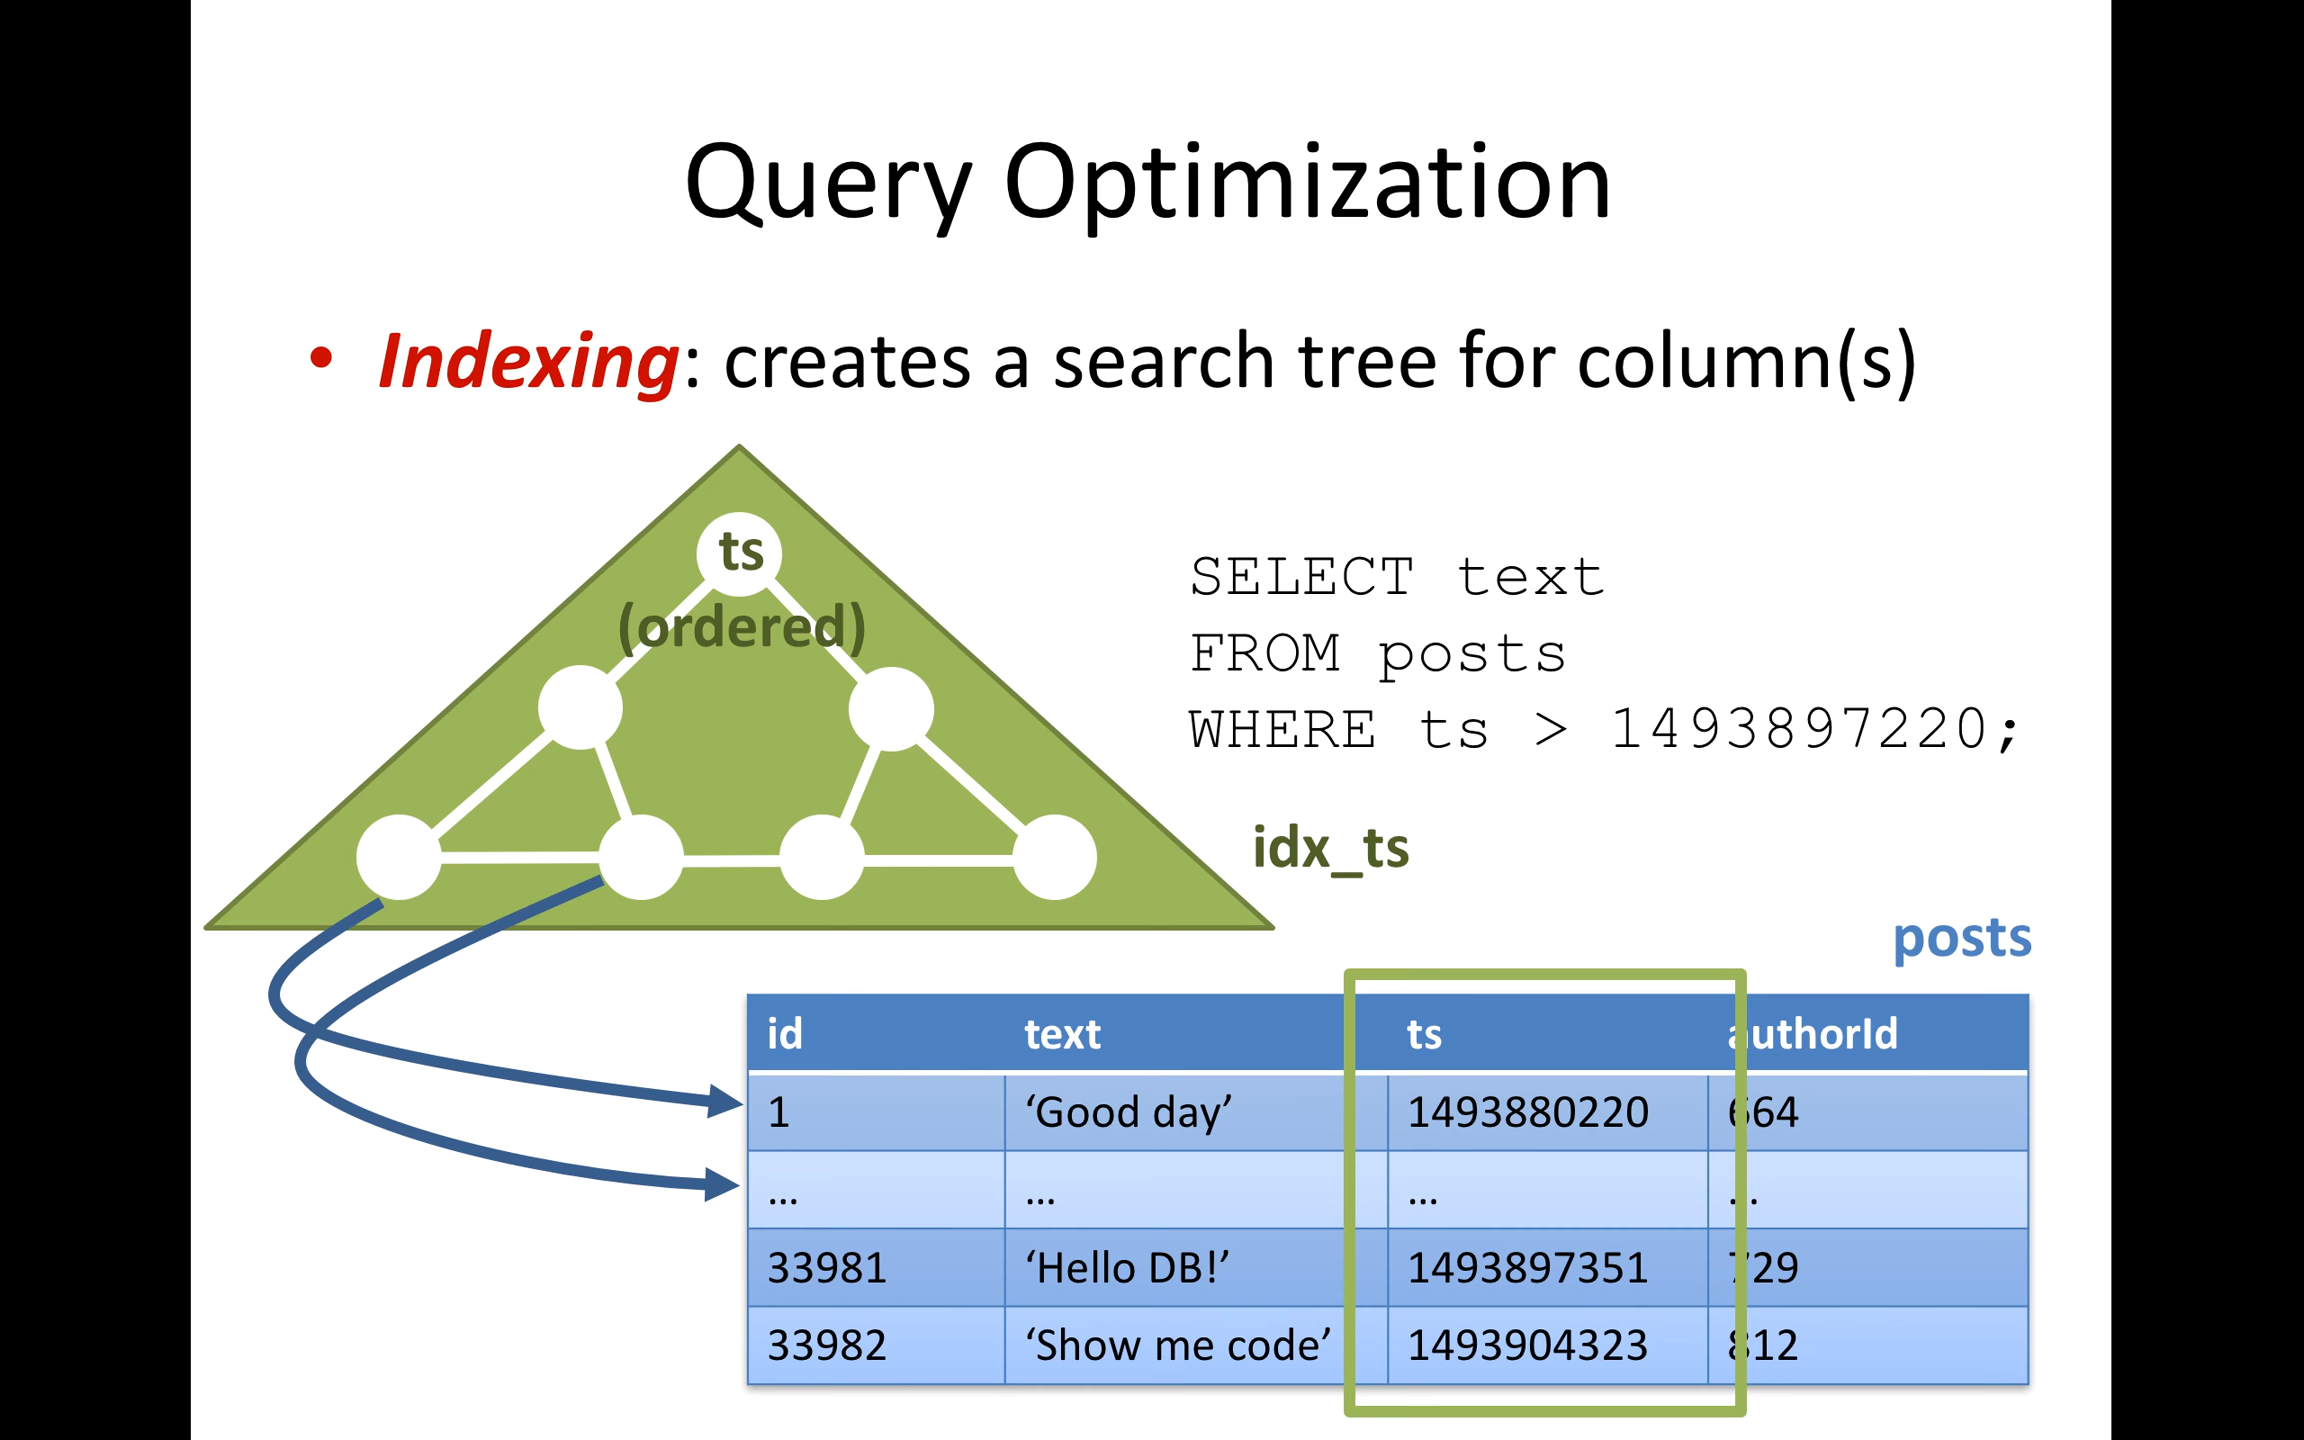 Query Optimization
• Indexing: creates a search tree for column(s)
ts
(ordered)
SELECT text
FROM posts
WHERE ts > 1493897220;
idx_ts
posts
id text ts authorId
1 ‘Good day’ 1493880220 664
... ... ... ...
33981 ‘Hello DB!’ 1493897351 729
33982 ‘Show me code’ 1493904323 812